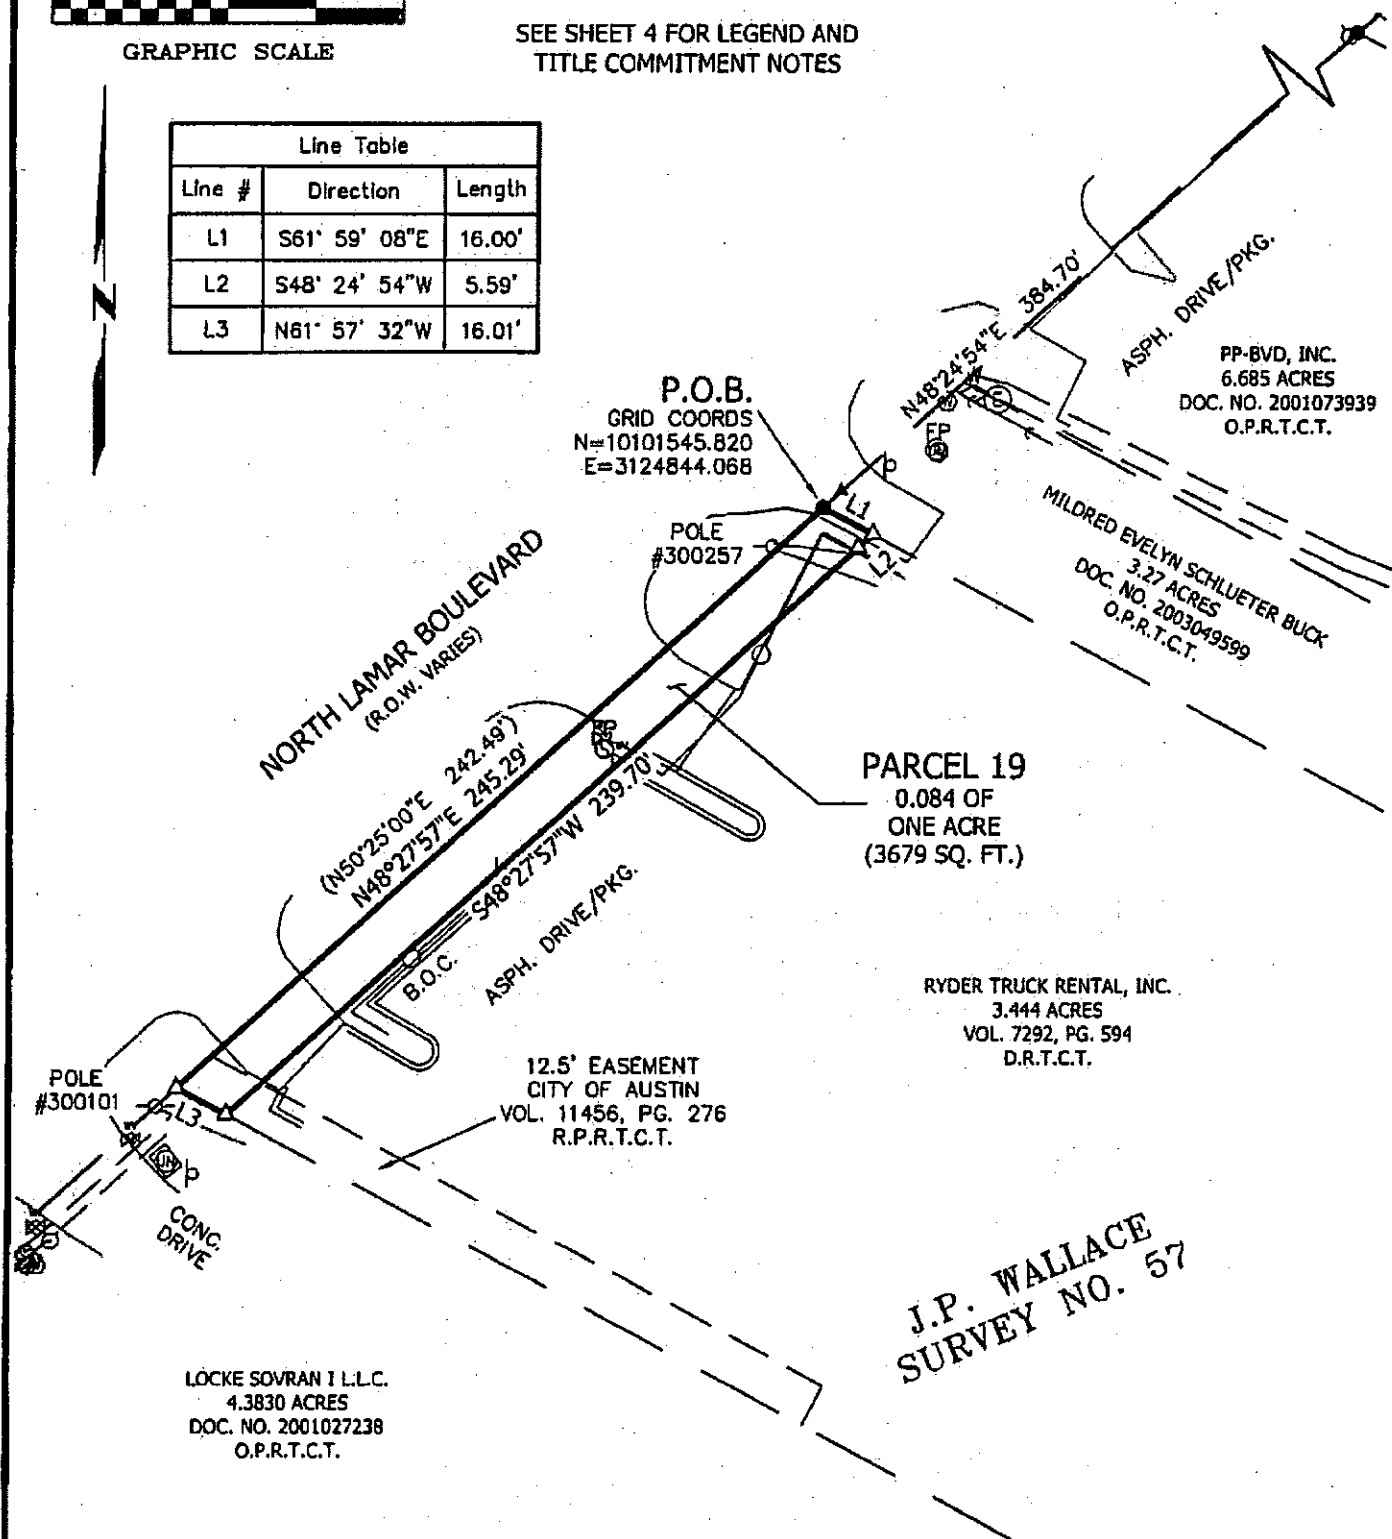 GRAPHIC SCALE
SEE SHEET 4 FOR LEGEND AND
TITLE COMMITMENT NOTES
Line Table
Line # Direction Length
L1 S61° 59' 08"E 16.00'
L2 S48° 24' 54"W 5.59'
L3 N61° 57' 32"W 16.01'
N
384.70'
N48°24'54"E
ASPH. DRIVE/PKG.
PP-BVD, INC.
6.685 ACRES
DOC. NO. 2001073939
O.P.R.T.C.T.
P.O.B.
GRID COORDS
N=10101545.820
E=3124844.068
FP
S
L1
L2
MILDRED EVELYN SCHLUETER BUCK
3.27 ACRES
DOC. NO. 2003049599
O.P.R.T.C.T.
POLE
#300257
NORTH LAMAR BOULEVARD
(R.O.W. VARIES)
(N50°25'00"E 242.49')
N48°27'57"E 245.29'
S48°27'57"W 239.70'
PARCEL 19
0.084 OF
ONE ACRE
(3679 SQ. FT.)
ASPH. DRIVE/PKG.
B.O.C.
RYDER TRUCK RENTAL, INC.
3.444 ACRES
VOL. 7292, PG. 594
D.R.T.C.T.
12.5' EASEMENT
CITY OF AUSTIN
VOL. 11456, PG. 276
R.P.R.T.C.T.
POLE
#300101
L3
CONC.
DRIVE
J.P. WALLACE
SURVEY NO. 57
LOCKE SOVRAN I L.L.C.
4.3830 ACRES
DOC. NO. 2001027238
O.P.R.T.C.T.